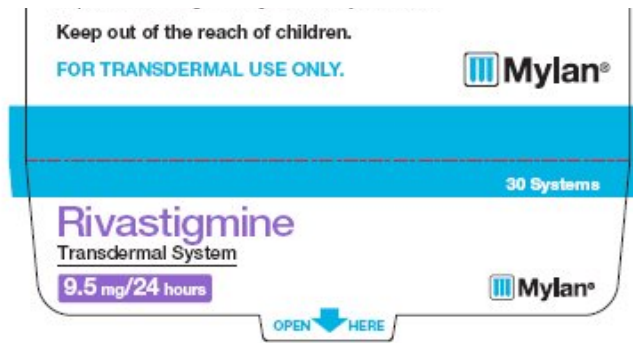 Keep out of the reach of children.
FOR TRANSDERMAL USE ONLY.
Mylan®
30 Systems
Rivastigmine
Transdermal System
9.5 mg/24 hours
Mylan®
OPEN HERE